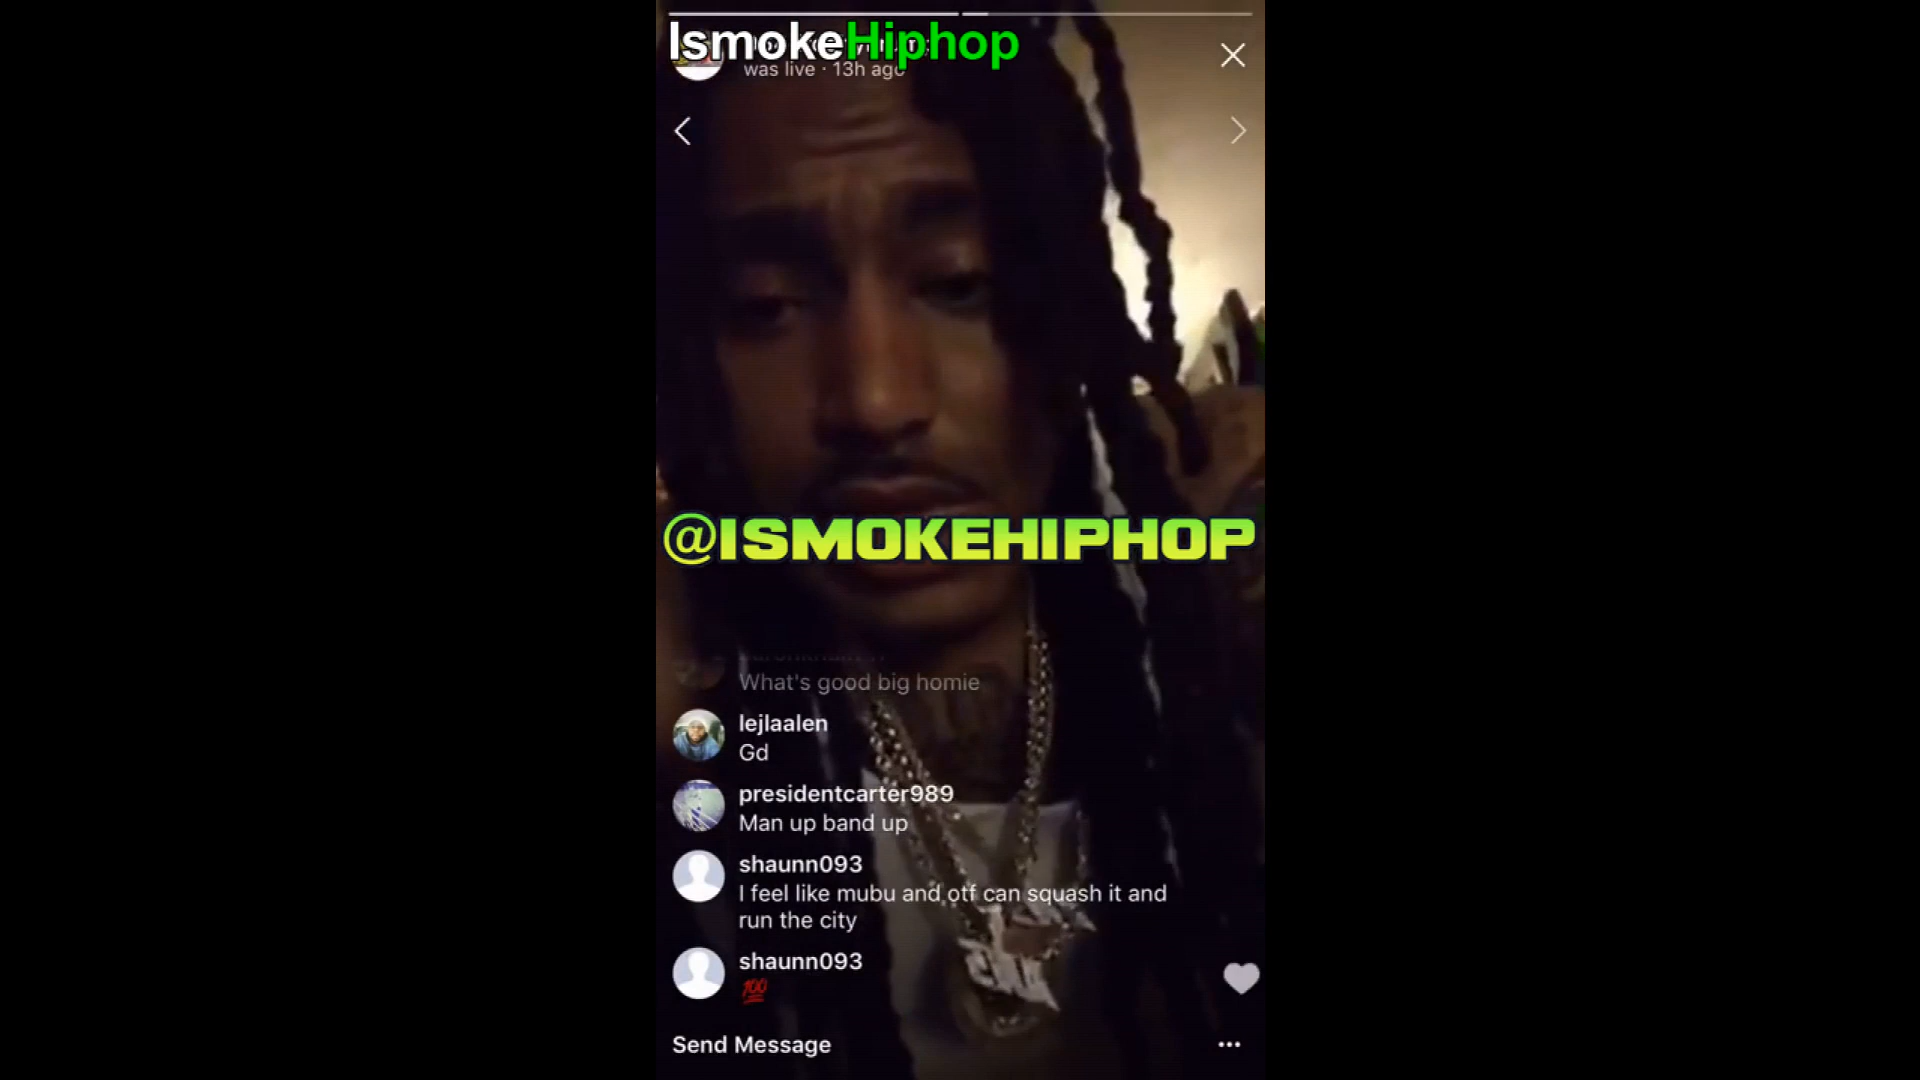 IsmokeHiphop
was live · 13h ago
@ISMOKEHIPHOP
What's good big homie
lejlaalen
Gd
presidentcarter989
Man up band up
shaunn093
I feel like mubu and otf can squash it and
run the city
shaunn093
💯
Send Message